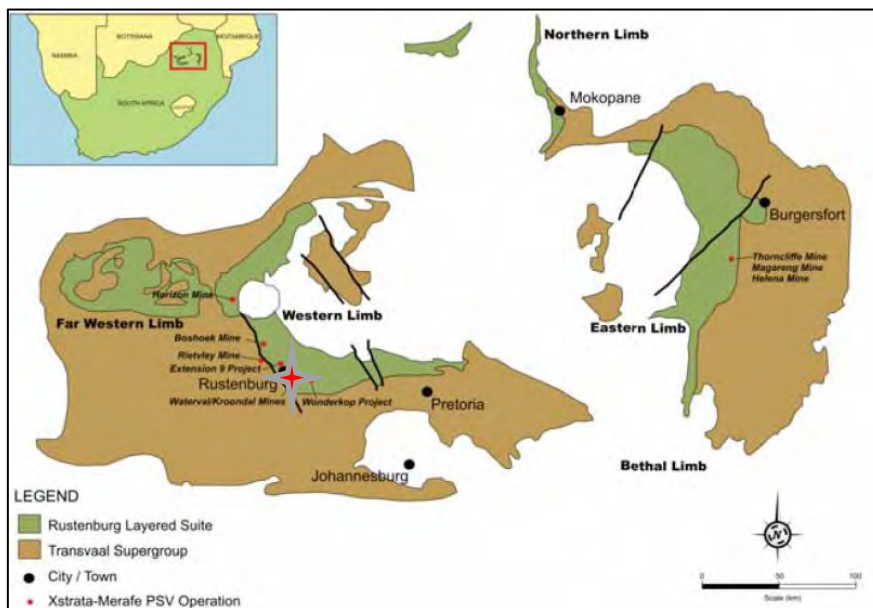 NAMIBIA
BOTSWANA
MOZAMBIQUE
SOUTH AFRICA
Northern Limb
Mokopane
Burgersfort
Thorncliffe Mine
Magareng Mine
Helena Mine
Horizon Mine
Far Western Limb
Western Limb
Eastern Limb
Boshoek Mine
Rietvley Mine
Extension 9 Project
Rustenburg
Waterval/Kroondal Mines
Wonderkop Project
Pretoria
Johannesburg
Bethal Limb
LEGEND
Rustenburg Layered Suite
Transvaal Supergroup
City / Town
Xstrata-Merafe PSV Operation
N
0 50 100
Scale (km)